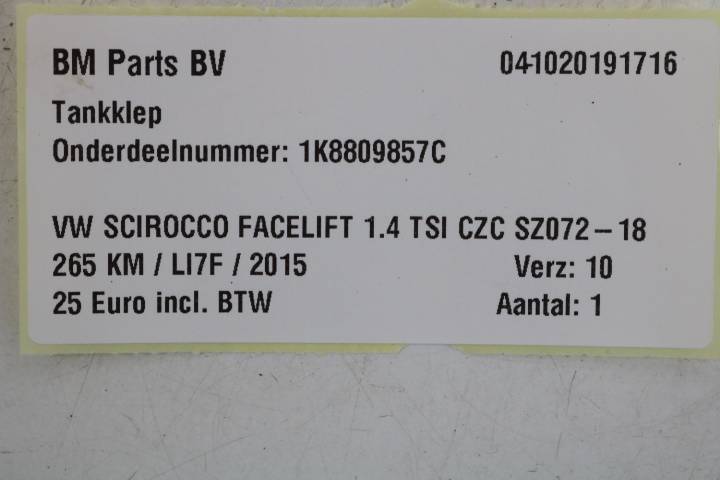 BM Parts BV 041020191716
Tankklep
Onderdeelnummer: 1K8809857C
VW SCIROCCO FACELIFT 1.4 TSI CZC SZ072-18
265 KM / LI7F / 2015 Verz: 10
25 Euro incl. BTW Aantal: 1